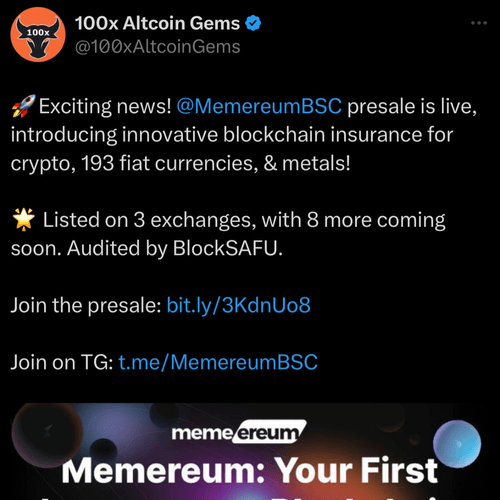 100x
100x Altcoin Gems
@100xAltcoinGems
🚀Exciting news! @MemereumBSC presale is live,
introducing innovative blockchain insurance for
crypto, 193 fiat currencies, & metals!
🌟 Listed on 3 exchanges, with 8 more coming
soon. Audited by BlockSAFU.
Join the presale: bit.ly/3KdnUo8
Join on TG: t.me/MemereumBSC
memeereum
Memereum: Your First